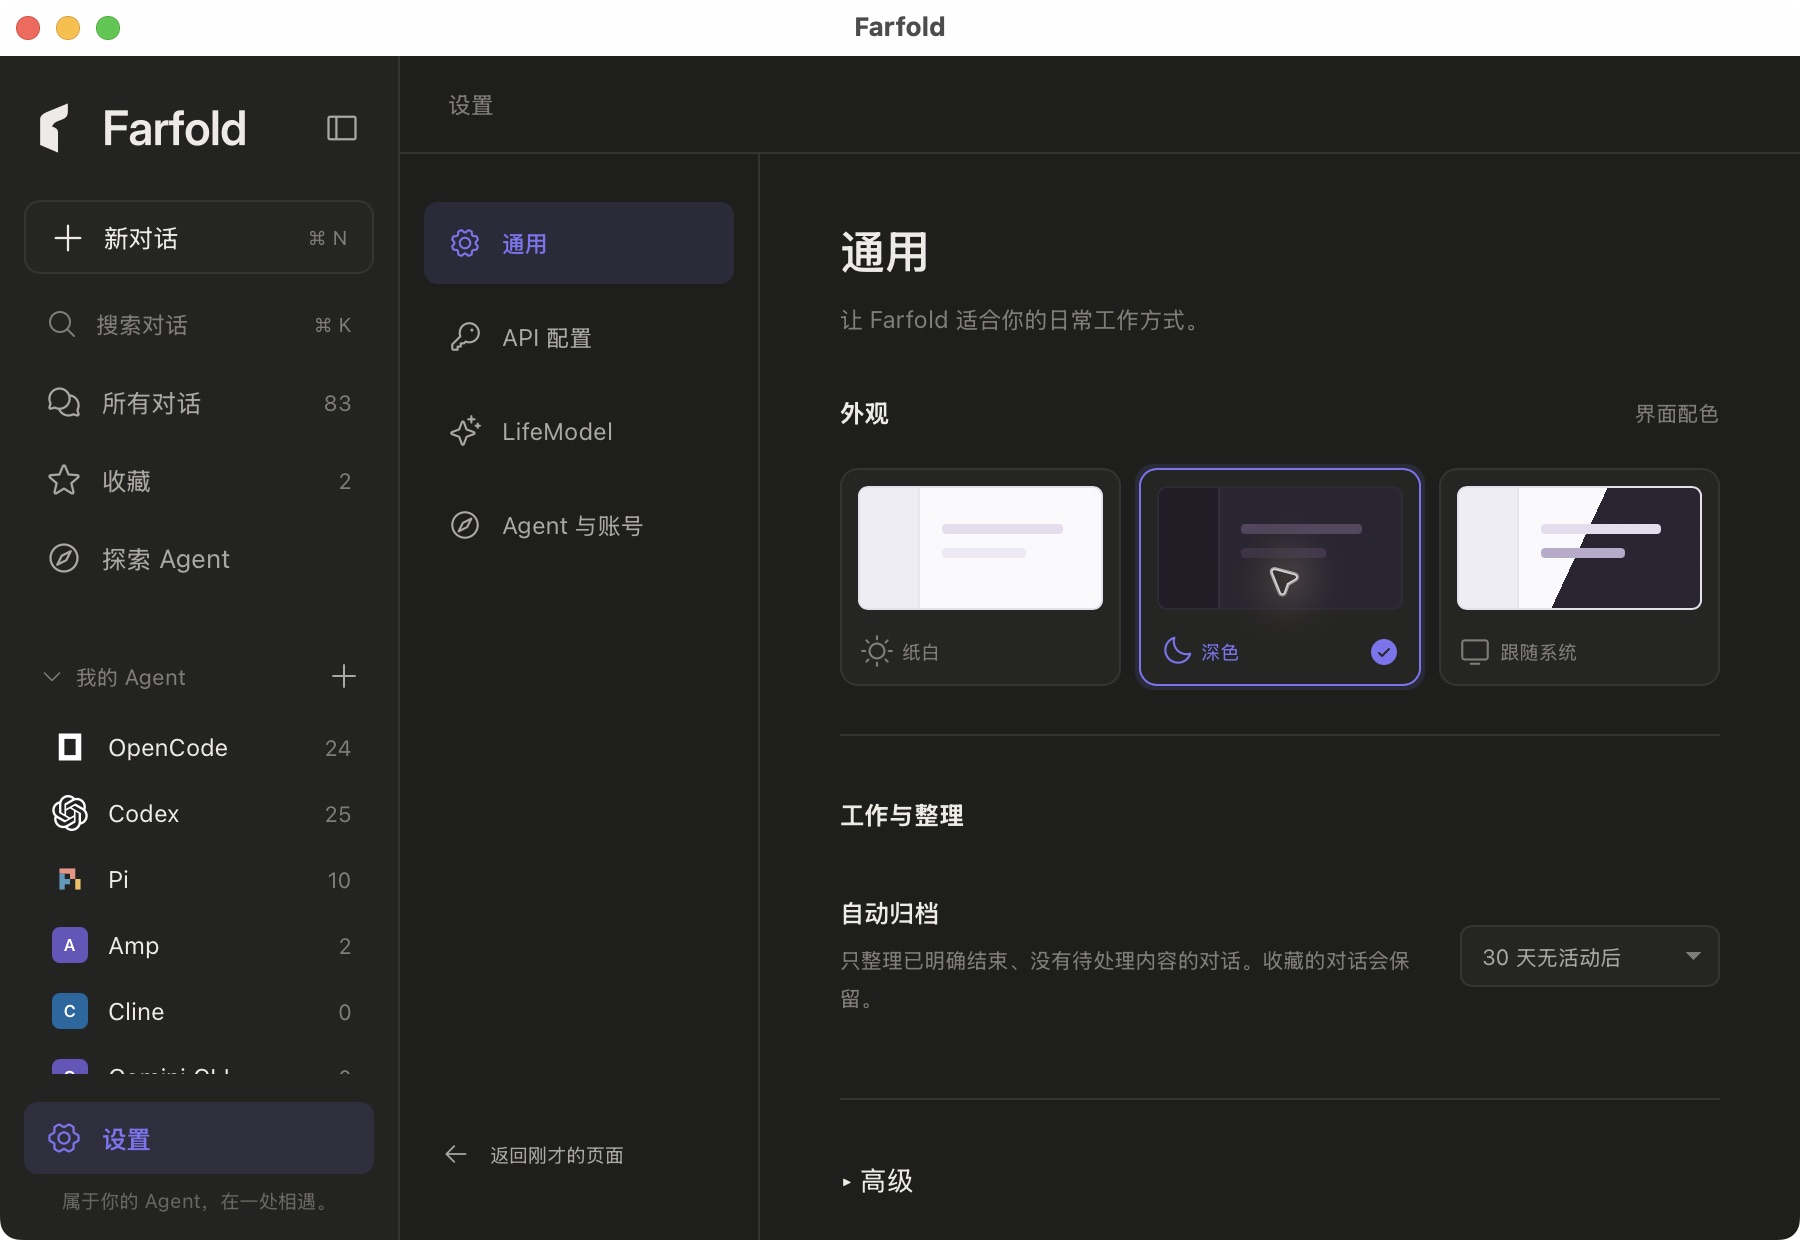 Farfold
Farfold
新对话 ⌘ N
搜索对话 ⌘ K
所有对话 83
收藏 2
探索 Agent
我的 Agent
OpenCode 24
Codex 25
Pi 10
A Amp 2
C Cline 0
设置
属于你的 Agent，在一处相遇。
设置
通用
API 配置
LifeModel
Agent 与账号
返回刚才的页面
通用
让 Farfold 适合你的日常工作方式。
外观 界面配色
纸白 深色 跟随系统
工作与整理
自动归档
只整理已明确结束、没有待处理内容的对话。收藏的对话会保
留。
30 天无活动后
高级